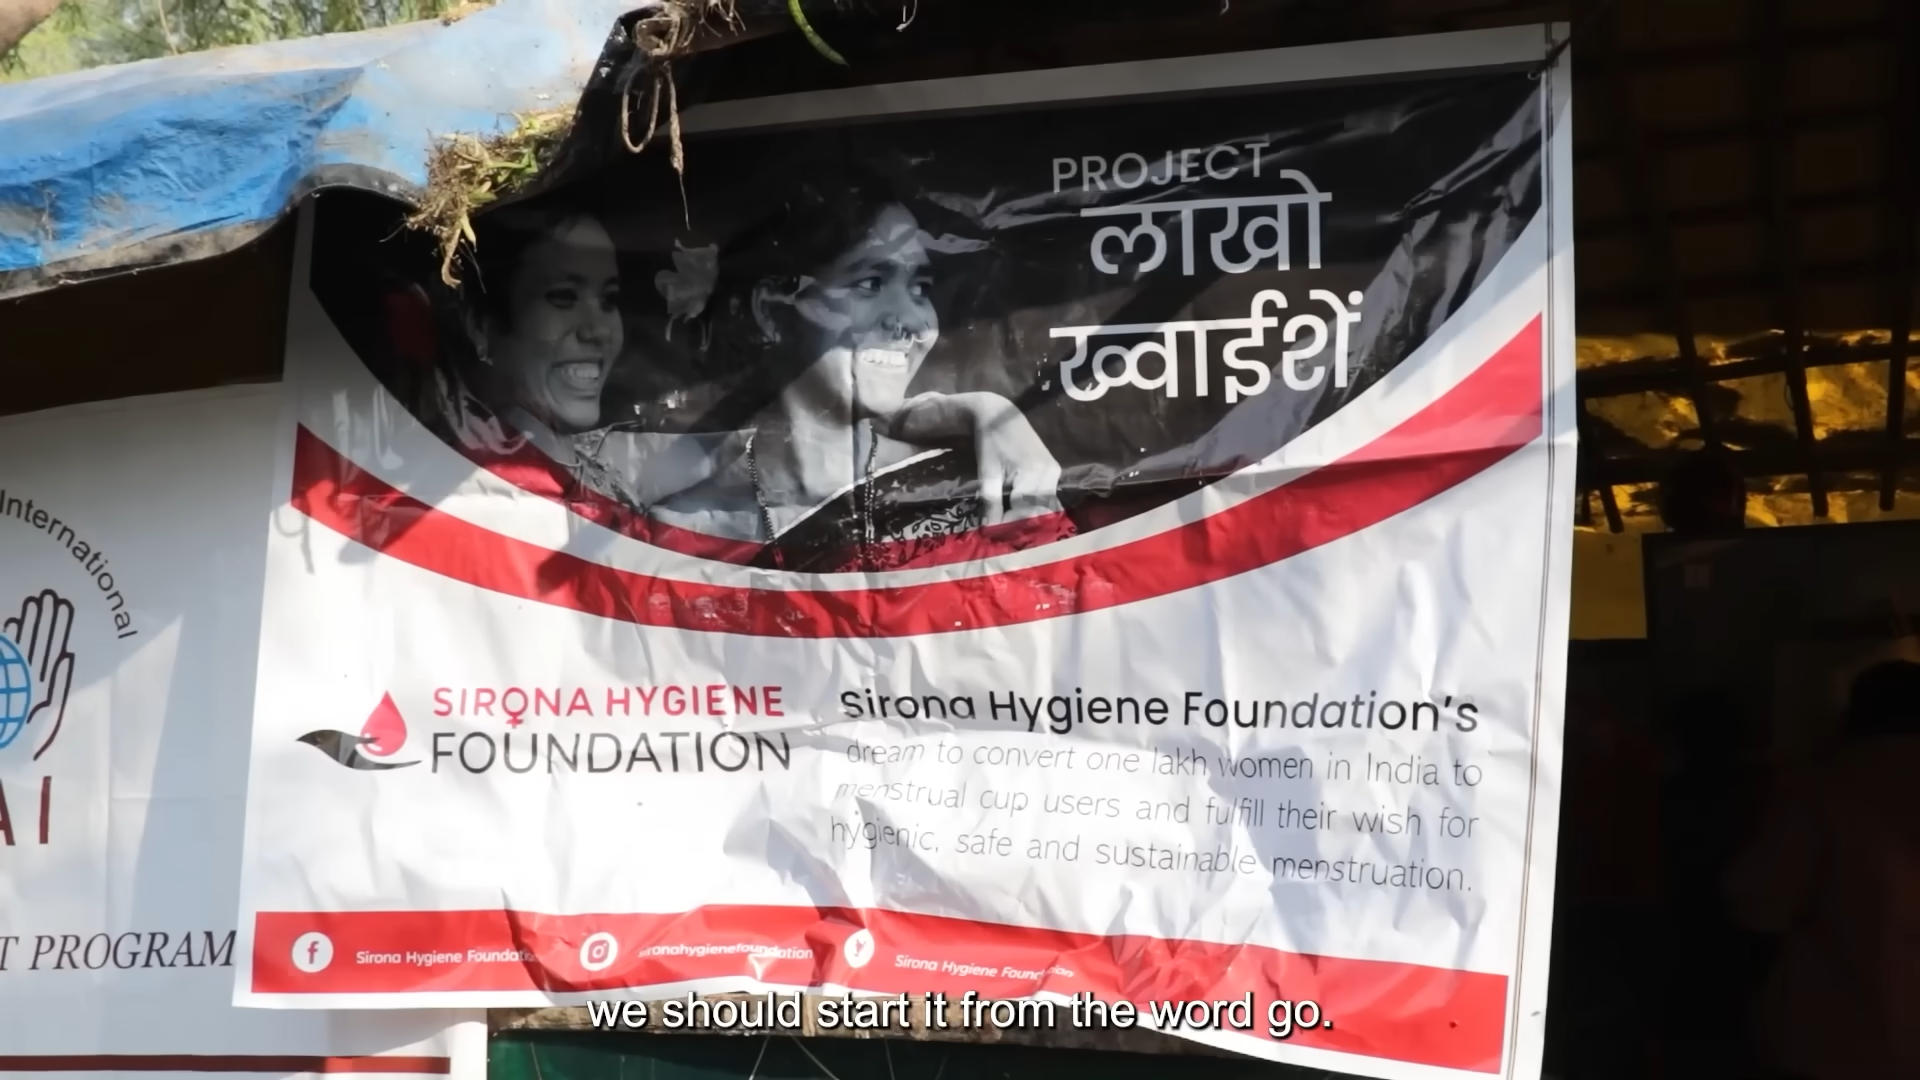 International
AI
T PROGRAM
PROJECT
लाखो
ख्वाईशें
SIRONA HYGIENE
FOUNDATION
Sirona Hygiene Foundation's
dream to convert one lakh women in India to
menstrual cup users and fulfill their wish for
hygienic, safe and sustainable menstruation.
Sirona Hygiene Foundation
sironahygienefoundation
Sirona Hygiene Foundation
we should start it from the word go.